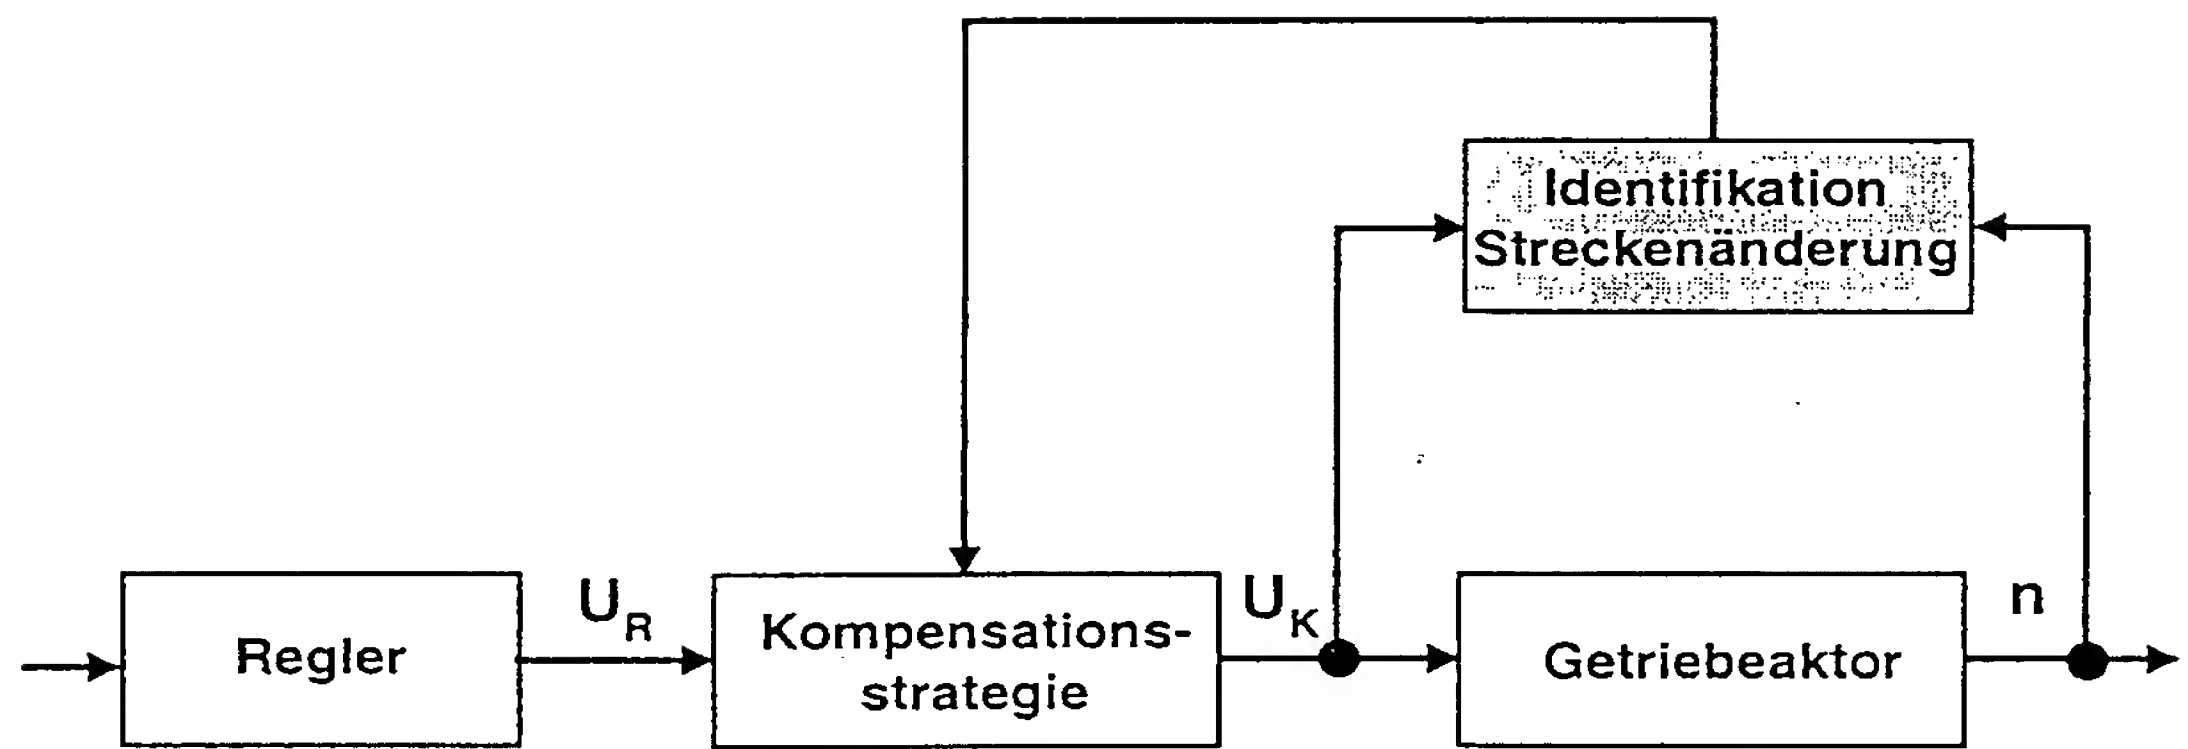 Identifikation
Streckenänderung
Regler
U_R
Kompensations-
strategie
U_K
Getriebeaktor
n